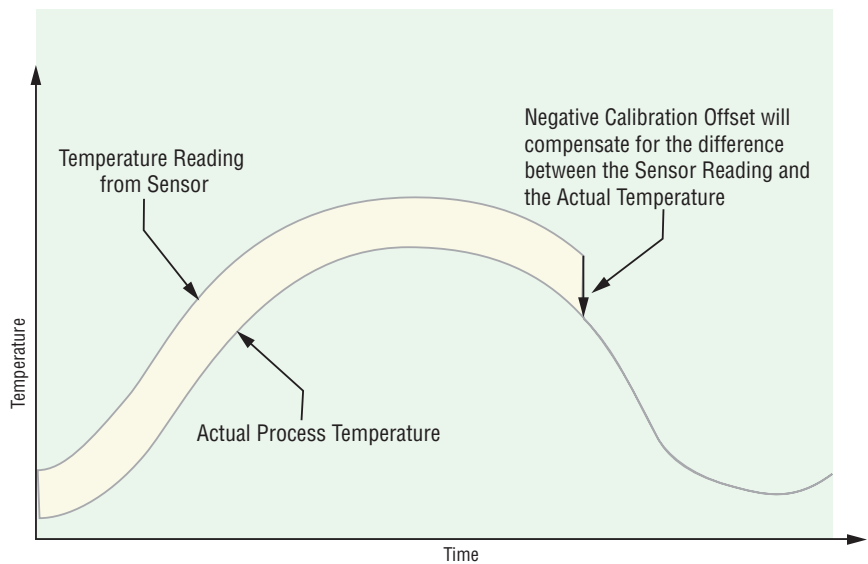 Negative Calibration Offset will
compensate for the difference
between the Sensor Reading and
the Actual Temperature
Temperature Reading
from Sensor
Actual Process Temperature
Temperature
Time